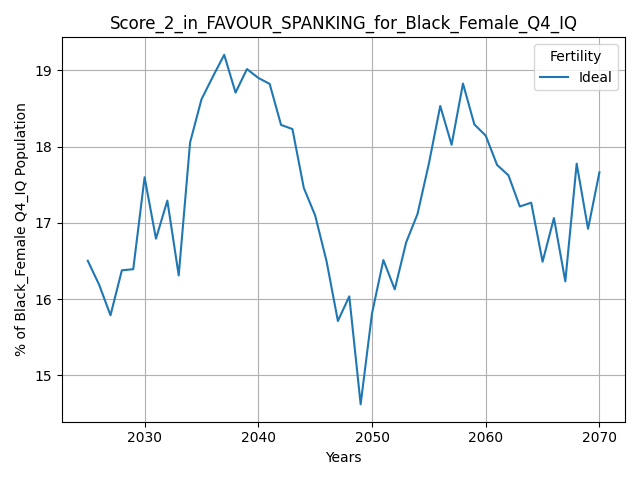 Score_2_in_FAVOUR_SPANKING_for_Black_Female_Q4_IQ
Fertility
Ideal
% of Black_Female Q4_IQ Population
19
18
17
16
15
2030 2040 2050 2060 2070
Years